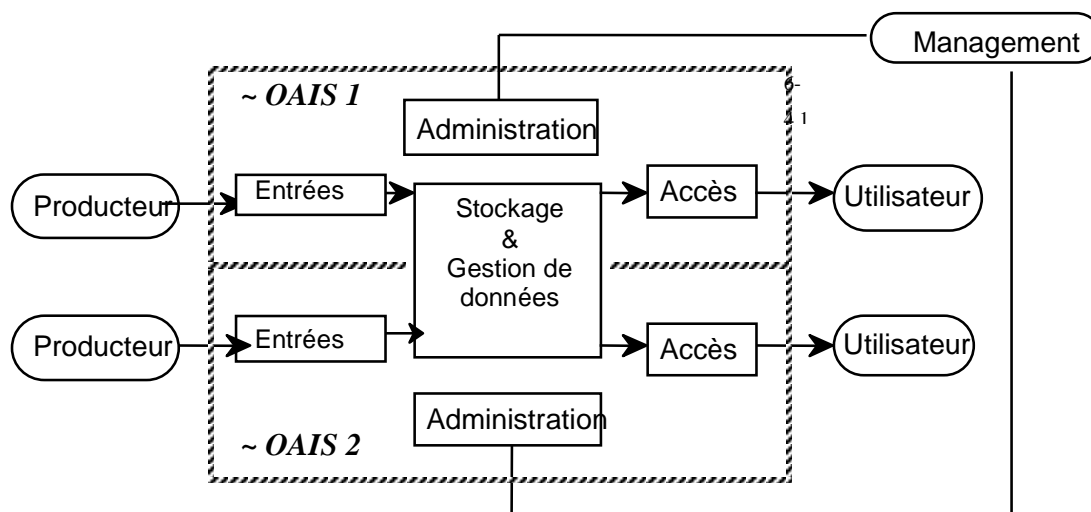 Management
~ OAIS 1
Administration
Producteur
Entrées
Stockage
&
Gestion de
données
Accès
Utilisateur
Producteur
Entrées
Accès
Utilisateur
Administration
~ OAIS 2